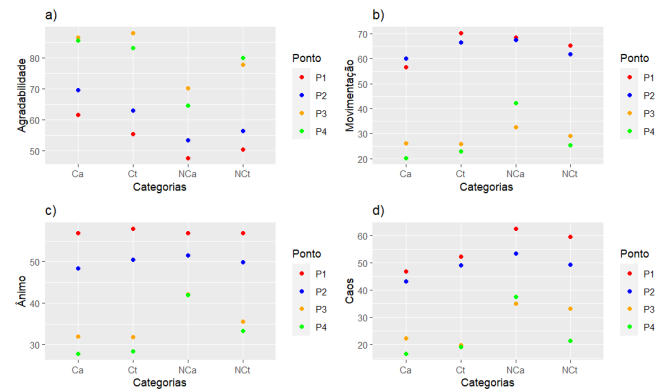 a)
Agradabilidade
80
70
60
50
Ca Ct NCa NCt
Categorias
Ponto
P1
P2
P3
P4
b)
Movimentação
70
60
50
40
30
20
Ca Ct NCa NCt
Categorias
Ponto
P1
P2
P3
P4
c)
Ânimo
50
40
30
Ca Ct NCa NCt
Categorias
Ponto
P1
P2
P3
P4
d)
Caos
60
50
40
30
20
Ca Ct NCa NCt
Categorias
Ponto
P1
P2
P3
P4